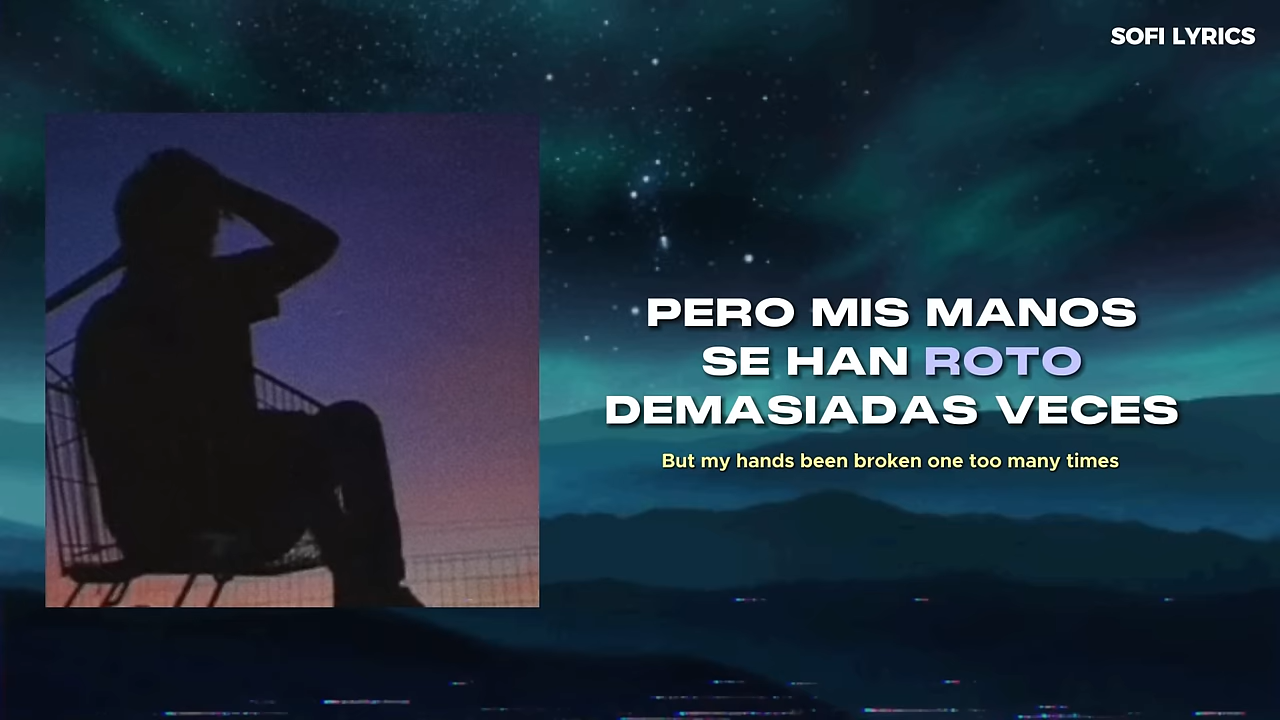 SOFI LYRICS
PERO MIS MANOS
SE HAN ROTO
DEMASIADAS VECES
But my hands been broken one too many times